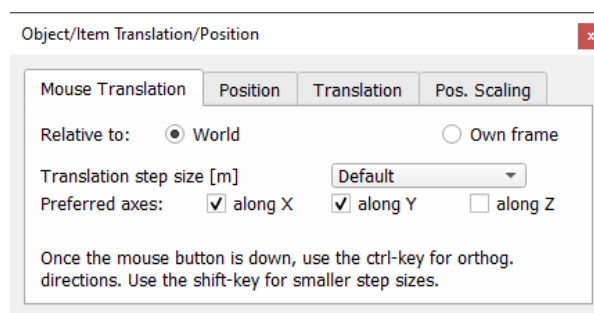 Object/Item Translation/Position
x
Mouse Translation Position Translation Pos. Scaling
Relative to: World Own frame
Translation step size [m] Default
Preferred axes: along X along Y along Z
Once the mouse button is down, use the ctrl-key for orthog.
directions. Use the shift-key for smaller step sizes.